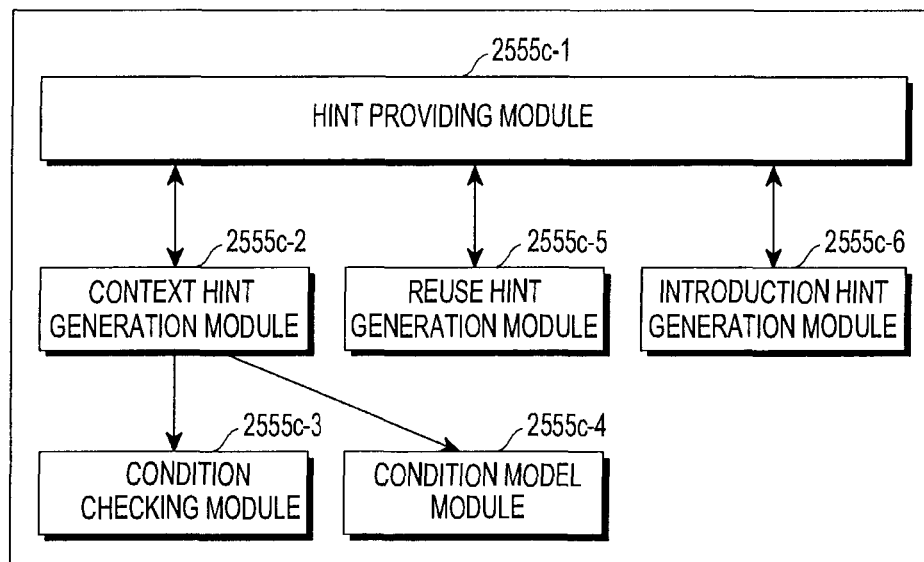 2555c-1
HINT PROVIDING MODULE
2555c-2
CONTEXT HINT
GENERATION MODULE
2555c-5
REUSE HINT
GENERATION MODULE
2555c-6
INTRODUCTION HINT
GENERATION MODULE
2555c-3
CONDITION
CHECKING MODULE
2555c-4
CONDITION MODEL
MODULE